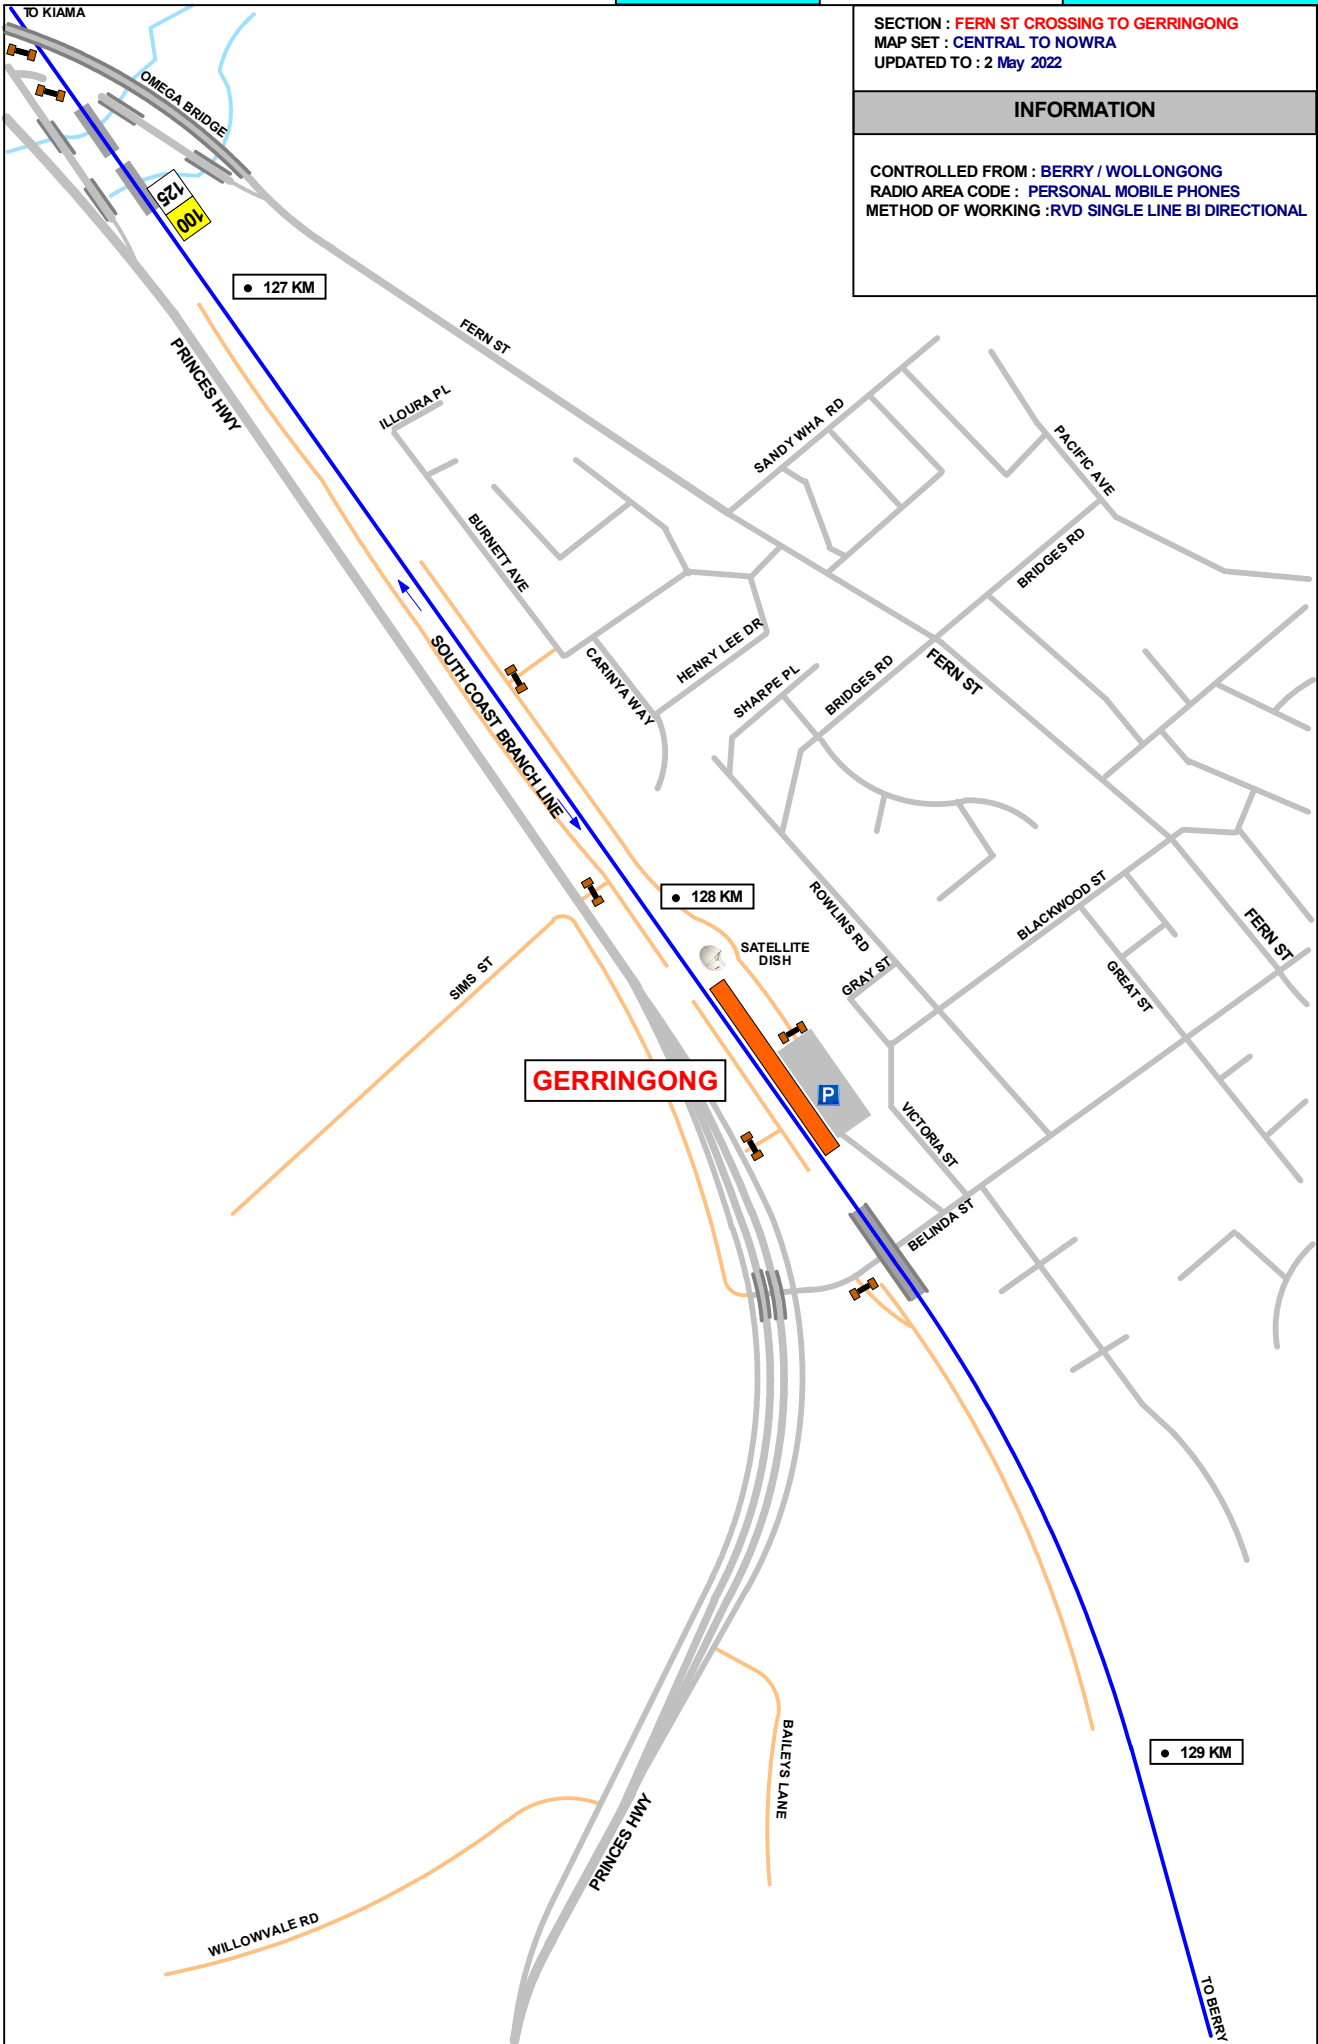 TO KIAMA
SECTION : FERN ST CROSSING TO GERRINGONG
MAP SET : CENTRAL TO NOWRA
UPDATED TO : 2 May 2022
INFORMATION
CONTROLLED FROM : BERRY / WOLLONGONG
RADIO AREA CODE : PERSONAL MOBILE PHONES
METHOD OF WORKING :RVD SINGLE LINE BI DIRECTIONAL
OMEGA BRIDGE
125
100
127 KM
FERN ST
PRINCES HWY
ILLOURA PL
SANDY WHA RD
PACIFIC AVE
BURNETT AVE
BRIDGES RD
HENRY LEE DR
CARINYA WAY
SOUTH COAST BRANCH LINE
SHARPE PL
BRIDGES RD
FERN ST
128 KM
ROWLINS RD
BLACKWOOD ST
FERN ST
SATELLITE
DISH
GRAY ST
GREAT ST
SIMS ST
GERRINGONG
P
VICTORIA ST
BELINDA ST
129 KM
BAILEYS LANE
PRINCES HWY
WILLOWVALE RD
TO BERRY